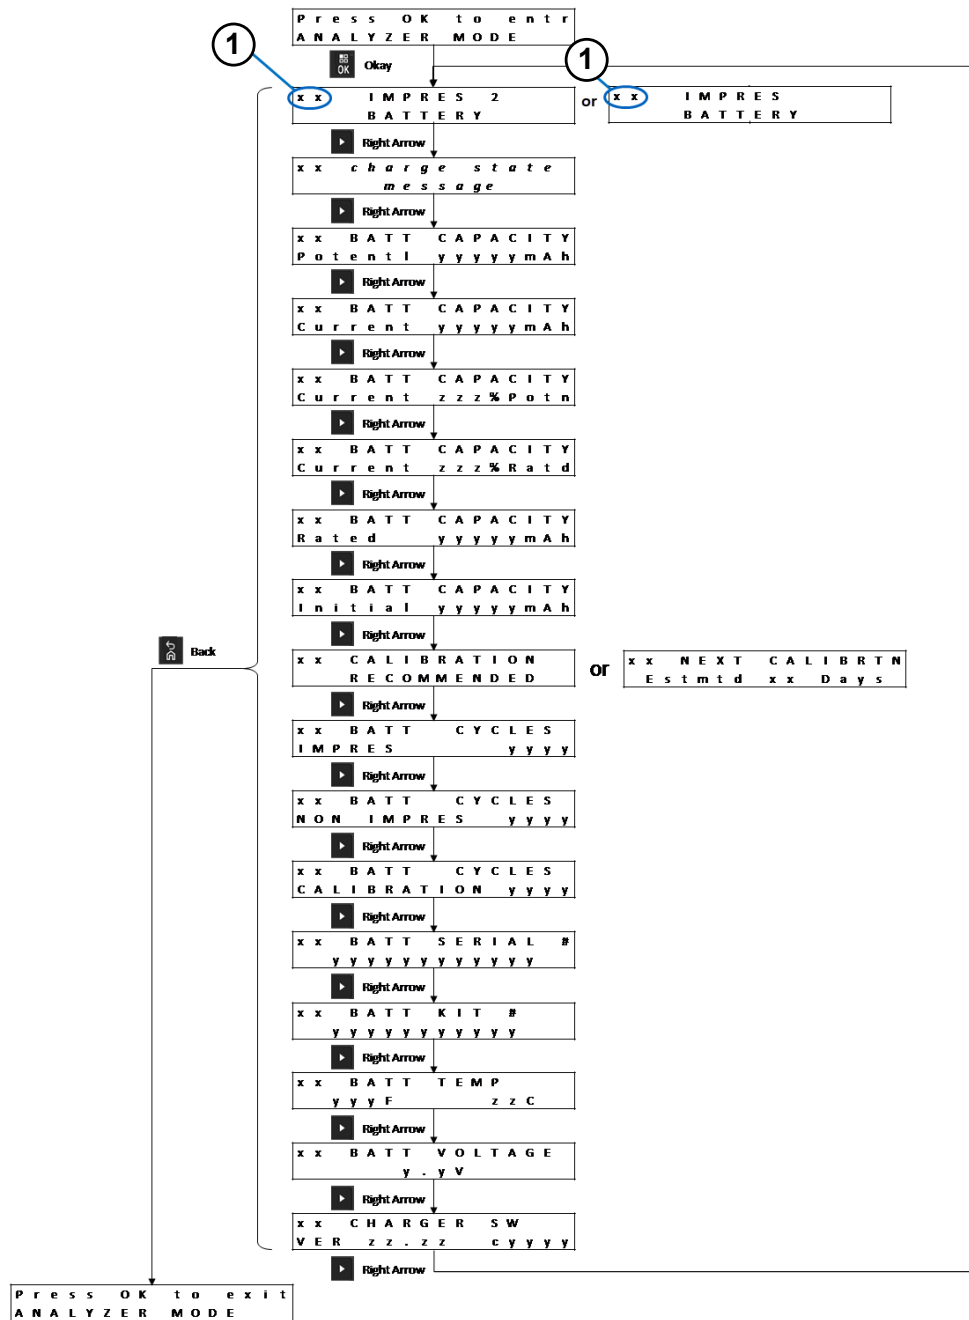 Press OK to entr
ANALYZER MODE
1
1
OK
Okay
xx IMPRES 2
BATTERY
or
xx IMPRES
BATTERY
Right Arrow
xx charge state
message
Right Arrow
xx BATT CAPACITY
Potentl yyyyymAh
Right Arrow
xx BATT CAPACITY
Current yyyyymAh
Right Arrow
xx BATT CAPACITY
Current zzz%Potn
Right Arrow
xx BATT CAPACITY
Current zzz%Ratd
Right Arrow
xx BATT CAPACITY
Rated yyyyymAh
Right Arrow
xx BATT CAPACITY
Initial yyyyymAh
Right Arrow
Back
xx CALIBRATION
RECOMMENDED
or
xx NEXT CALIBRTN
Estmtd xx Days
Right Arrow
xx BATT CYCLES
IMPRES yyyy
Right Arrow
xx BATT CYCLES
NON IMPRES yyyy
Right Arrow
xx BATT CYCLES
CALIBRATION yyyy
Right Arrow
xx BATT SERIAL #
yyyyyyyyyyyy
Right Arrow
xx BATT KIT #
yyyyyyyyyyy
Right Arrow
xx BATT TEMP
yyyF zzC
Right Arrow
xx BATT VOLTAGE
y.yV
Right Arrow
xx CHARGER SW
VER zz.zz cyyyy
Right Arrow
Press OK to exit
ANALYZER MODE